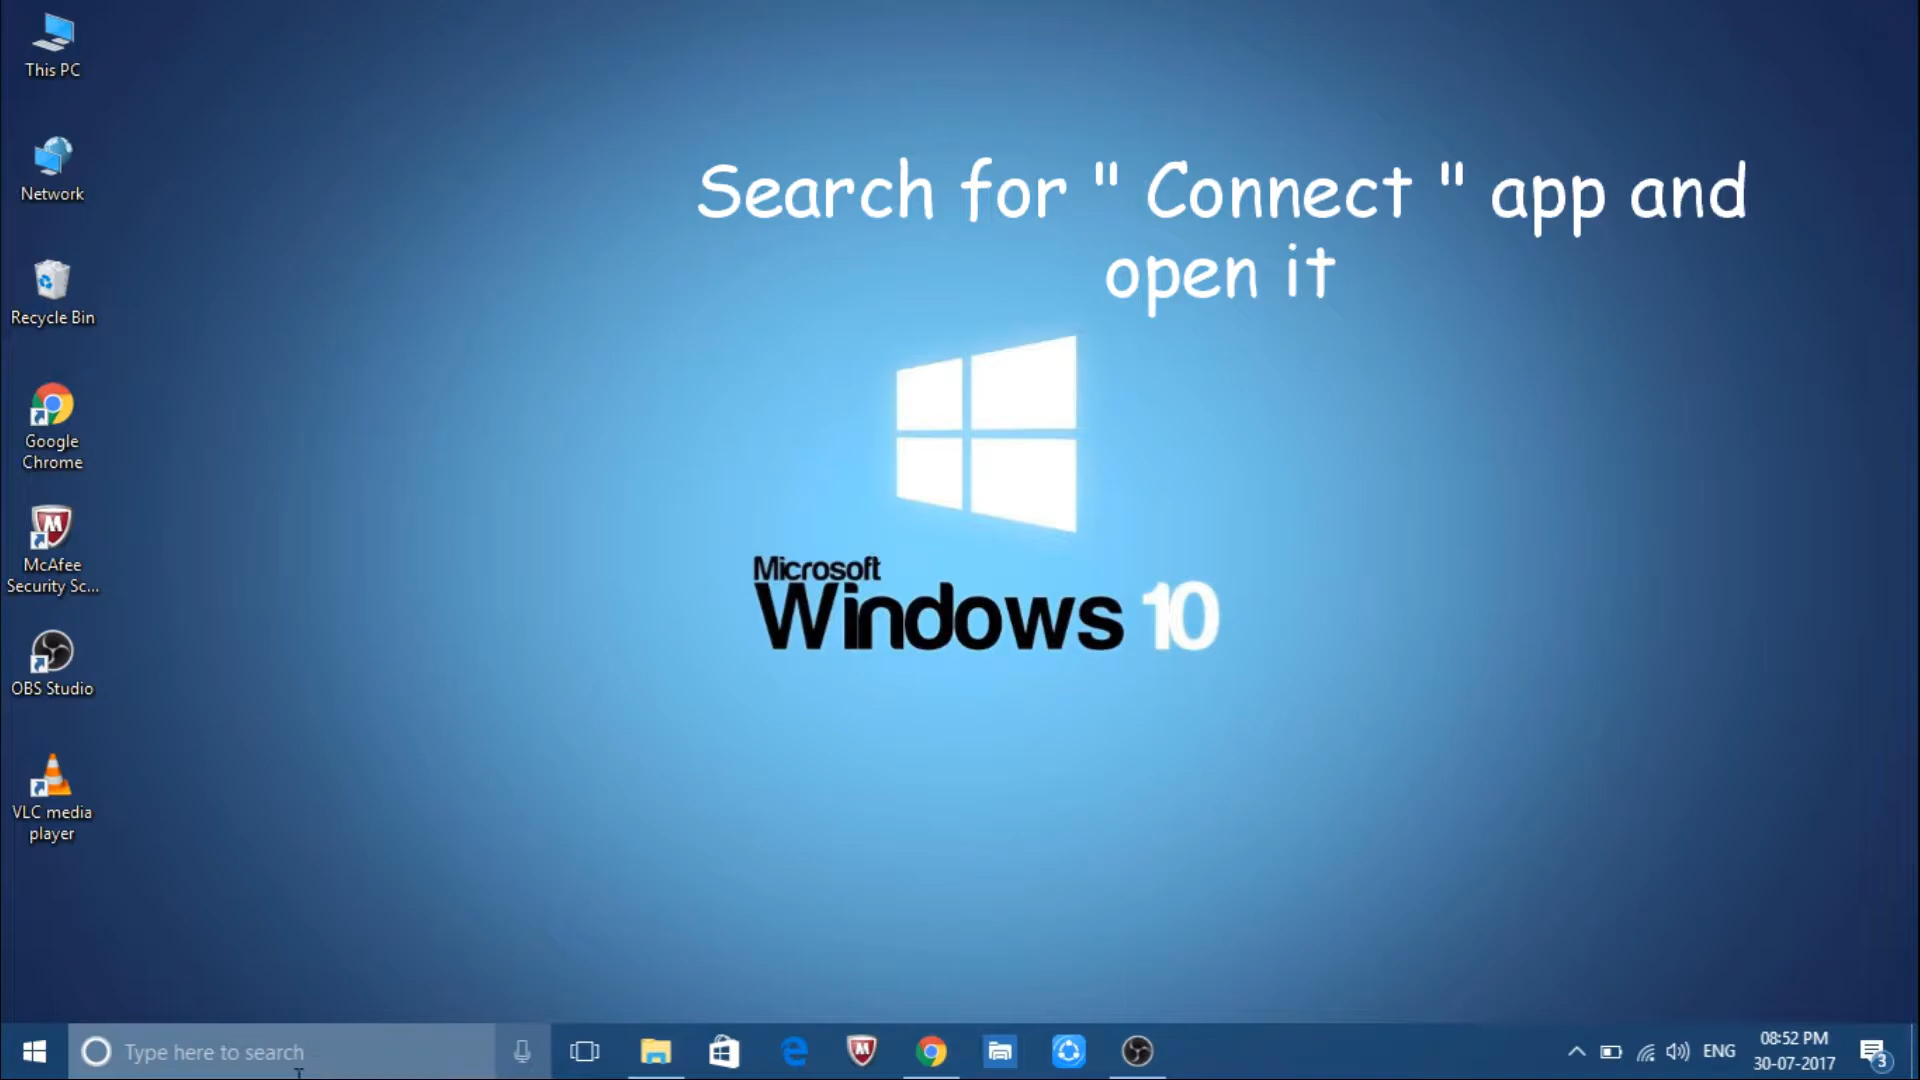 This PC
Network
Recycle Bin
Google
Chrome
McAfee
Security Sc...
OBS Studio
VLC media
player
Search for " Connect " app and
open it
Microsoft
Windows 10
Type here to search
ENG
08:52 PM
30-07-2017
3